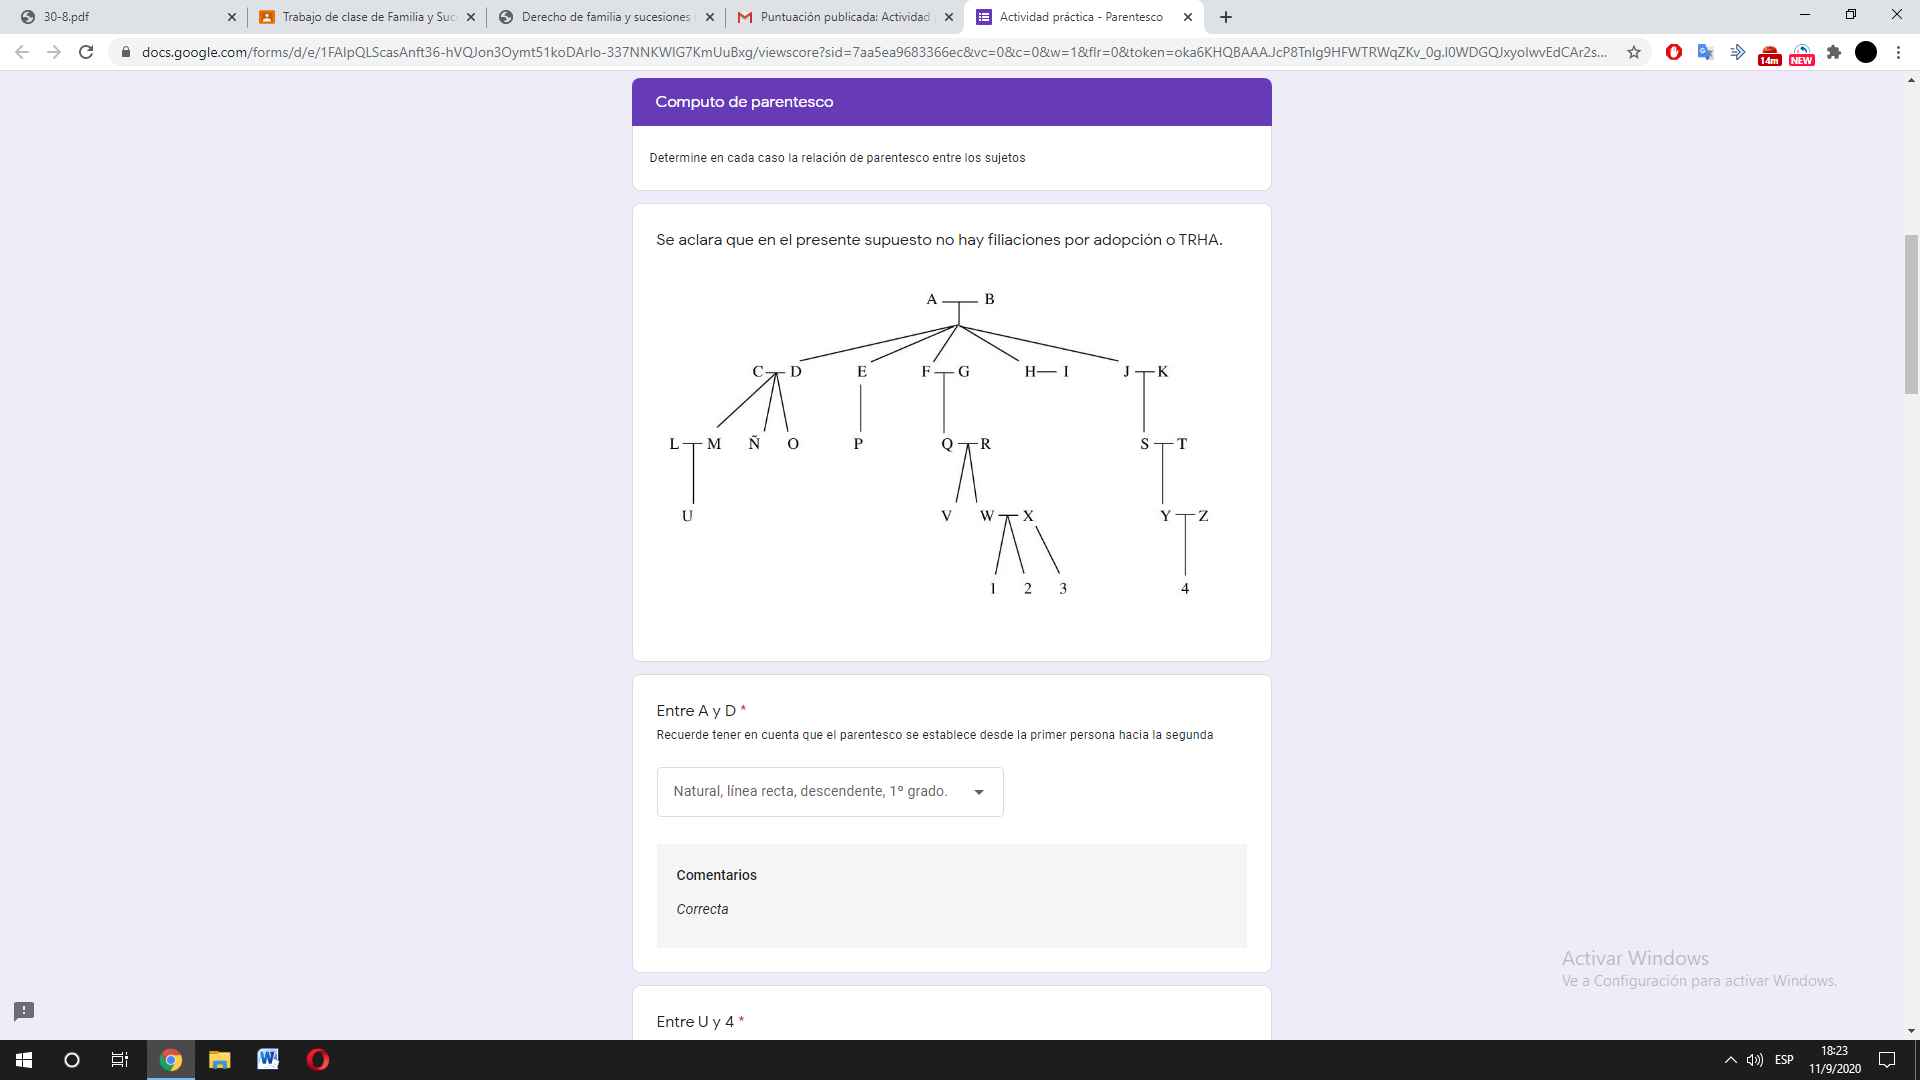 30-8.pdf
Trabajo de clase de Familia y Suc
Derecho de familia y sucesiones
Puntuación publicada: Actividad
Actividad práctica - Parentesco
docs.google.com/forms/d/e/1FAIpQLScasAnft36-hVQJon3Oymt51koDArIo-337NNKWIG7KmUuBxg/viewscore?sid=7aa5ea9683366ec&vc=0&c=0&w=1&flr=0&token=oka6KHQBAAAJcP8TnIg9HFWTRWqZKv_0g.I0WDGQJxyoIwvEdCAr2s...
14m NEW
Computo de parentesco
Determine en cada caso la relación de parentesco entre los sujetos
Se aclara que en el presente supuesto no hay filiaciones por adopción o TRHA.
A B
C D E F G H I J K
L M Ñ O P Q R S T
U V W X Y Z
1 2 3 4
Entre A y D *
Recuerde tener en cuenta que el parentesco se establece desde la primer persona hacia la segunda
Natural, línea recta, descendente, 1º grado.
Comentarios
Correcta
Activar Windows
Ve a Configuración para activar Windows.
Entre U y 4 *
ESP
18:23
11/9/2020